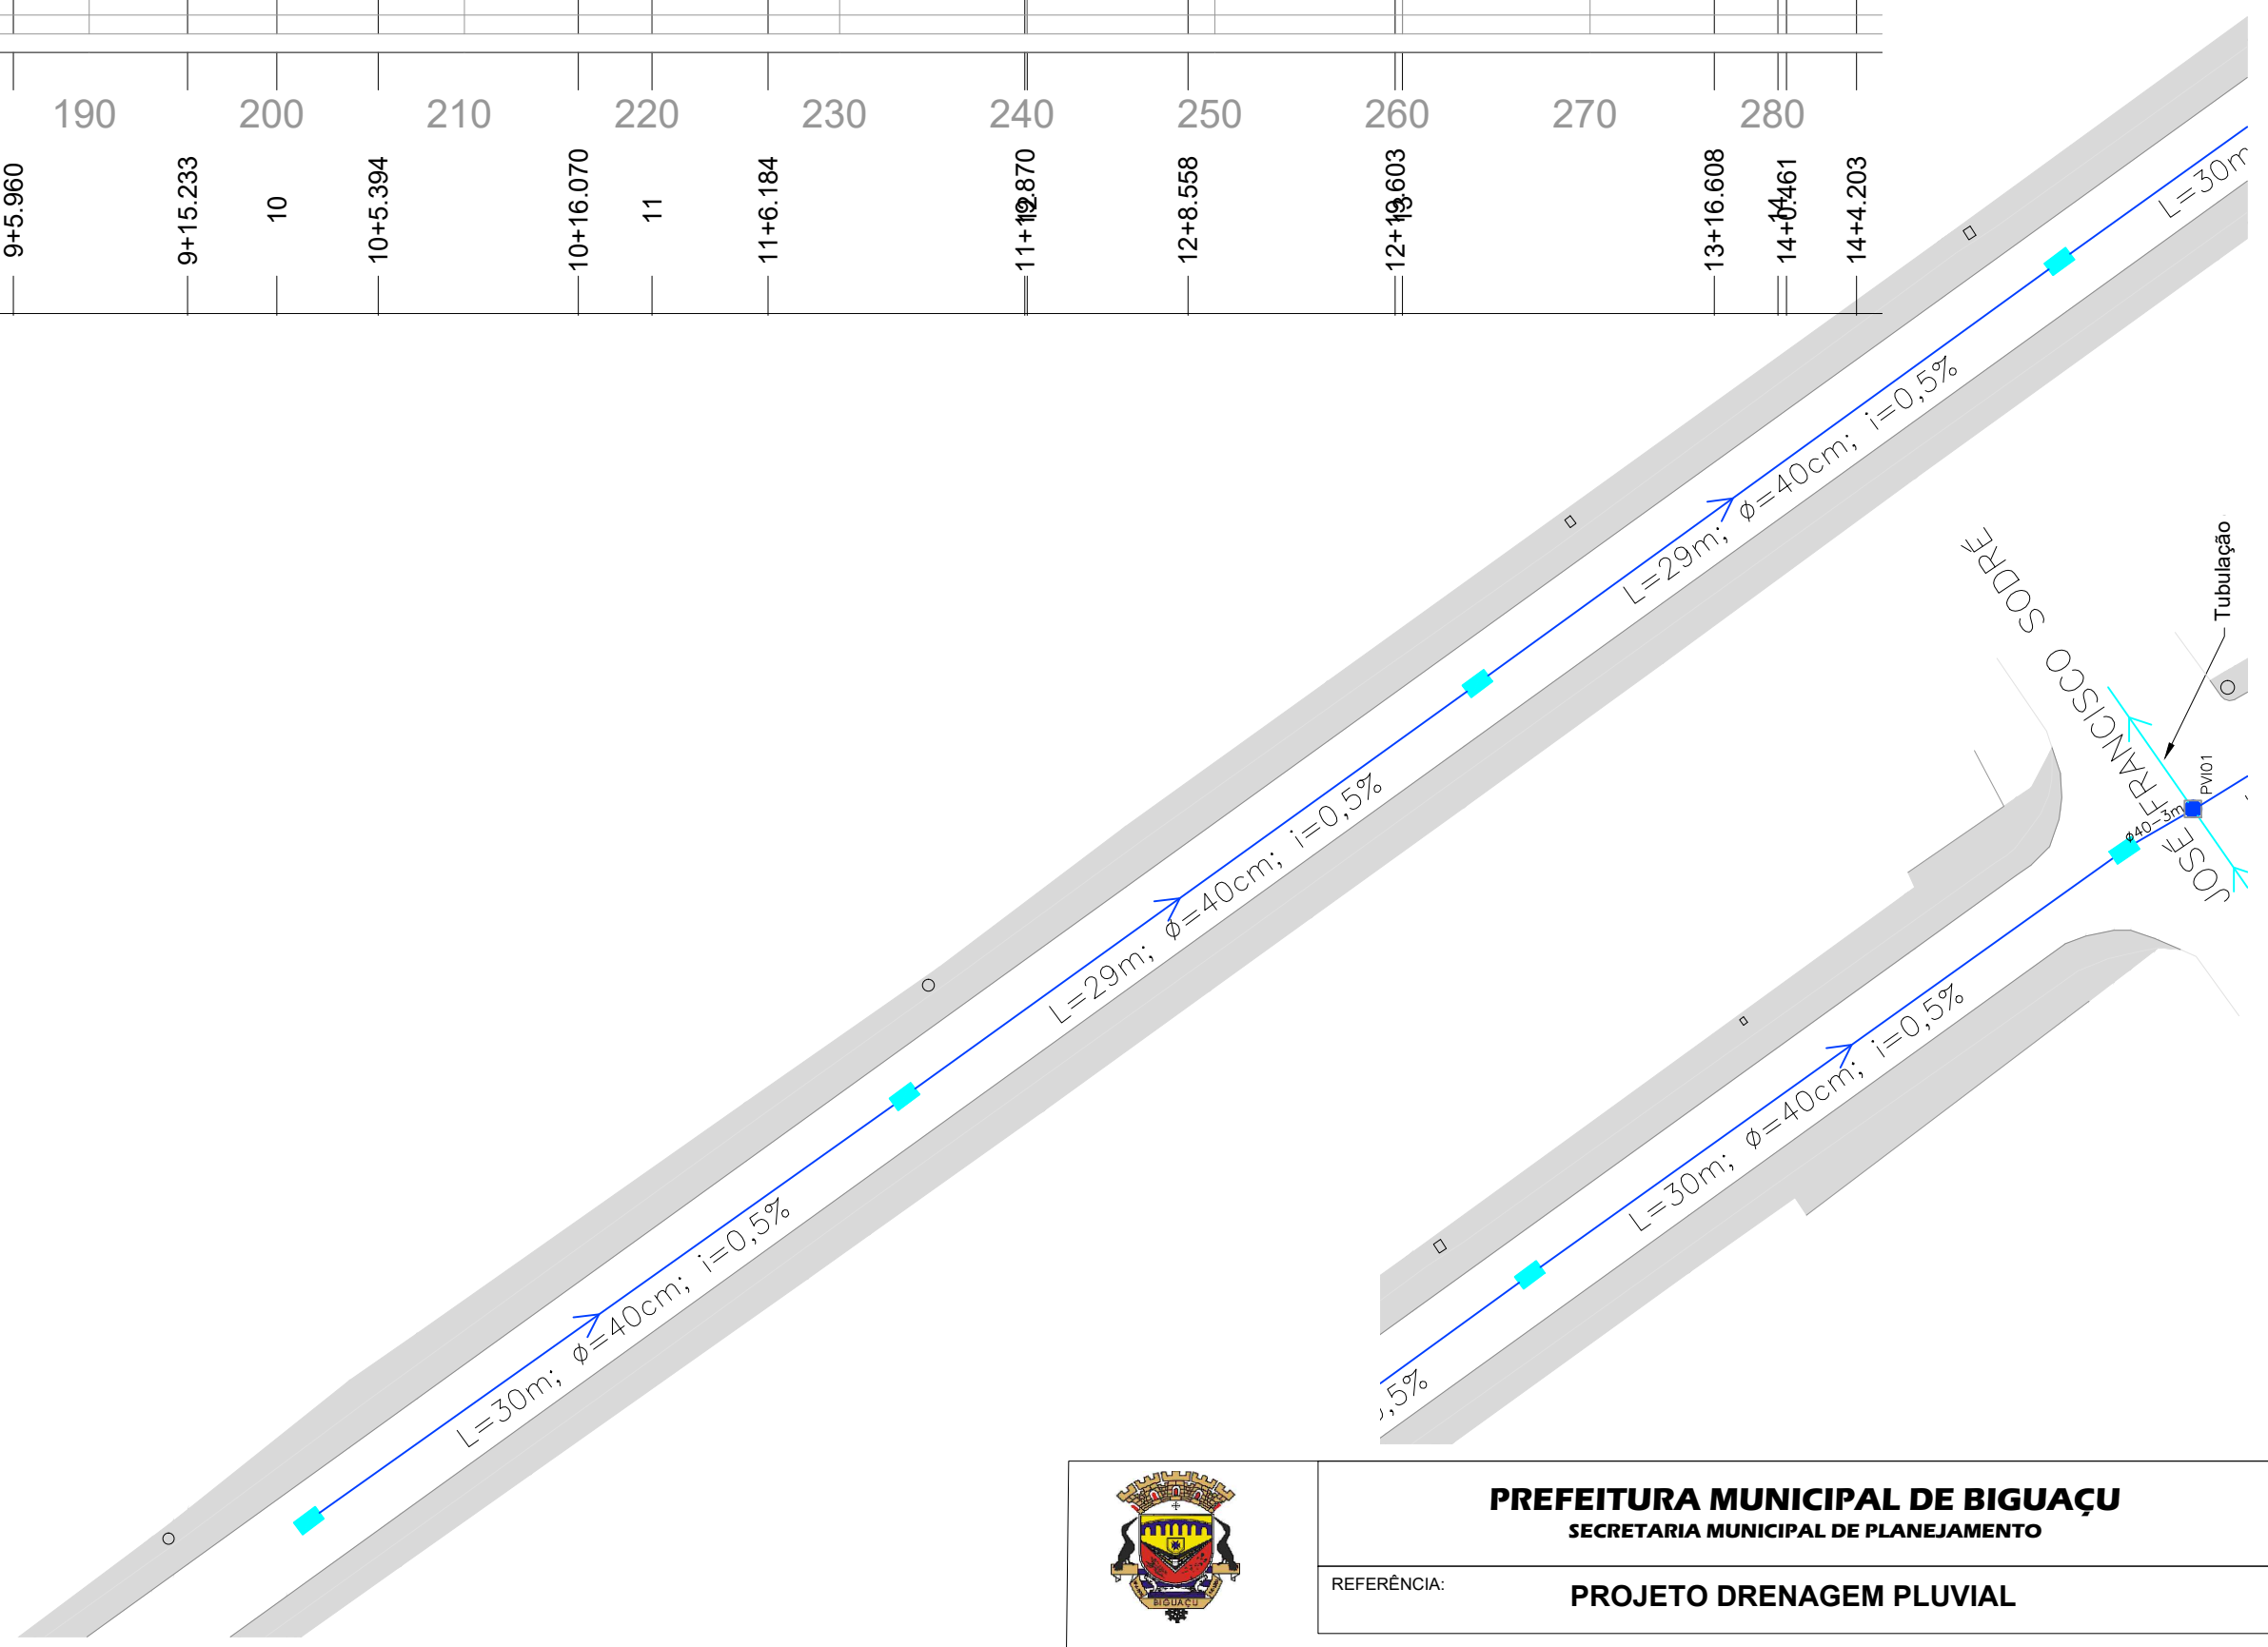 190 200 210 220 230 240 250 260 270 280
9+5.960
9+15.233
10
10+5.394
10+16.070
11
11+6.184
11+19.870
12
12+8.558
12+19.603
13
13+16.608
14
14+0.461
14+4.203
L=30m
L=29m; ø=40cm; i=0,5%
L=29m; ø=40cm; i=0,5%
L=30m; ø=40cm; i=0,5%
Tubulação
JOSÉ FRANCISCO SODRÉ
PVI01
ø40-3m
L=30m; ø=40cm; i=0,5%
,5%
BIGUAÇU
PREFEITURA MUNICIPAL DE BIGUAÇU
SECRETARIA MUNICIPAL DE PLANEJAMENTO
REFERÊNCIA:
PROJETO DRENAGEM PLUVIAL